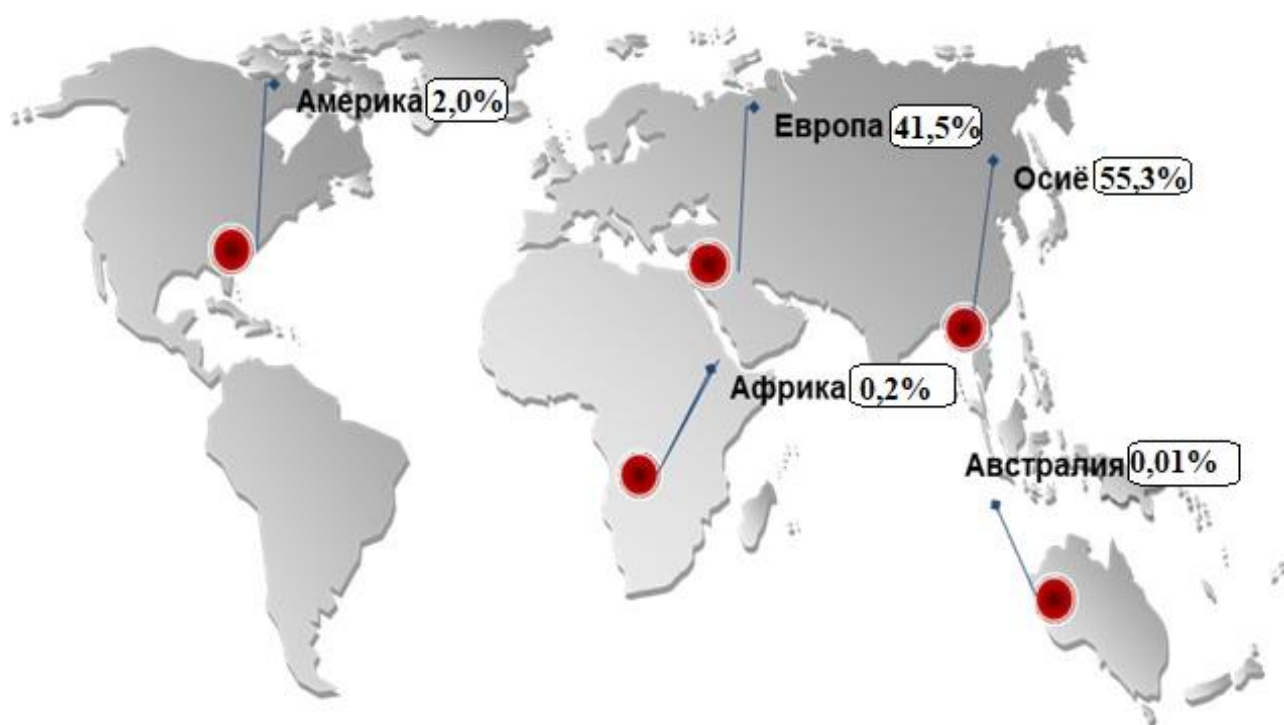 Америка 2,0%
Европа 41,5%
Осиё 55,3%
Африка 0,2%
Австралия 0,01%